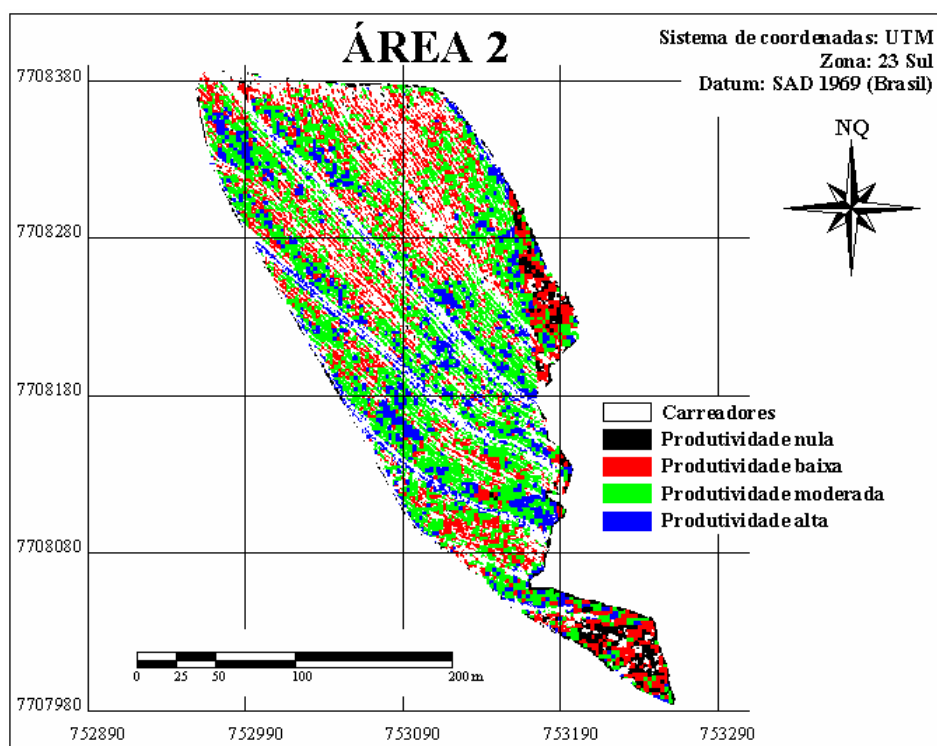 ÁREA 2
Sistema de coordenadas: UTM
Zona: 23 Sul
Datum: SAD 1969 (Brasil)
NQ
7708380
7708280
7708180
7708080
7707980
Carreadores
Produtividade nula
Produtividade baixa
Produtividade moderada
Produtividade alta
0 25 50 100 200 m
752890 752990 753090 753190 753290